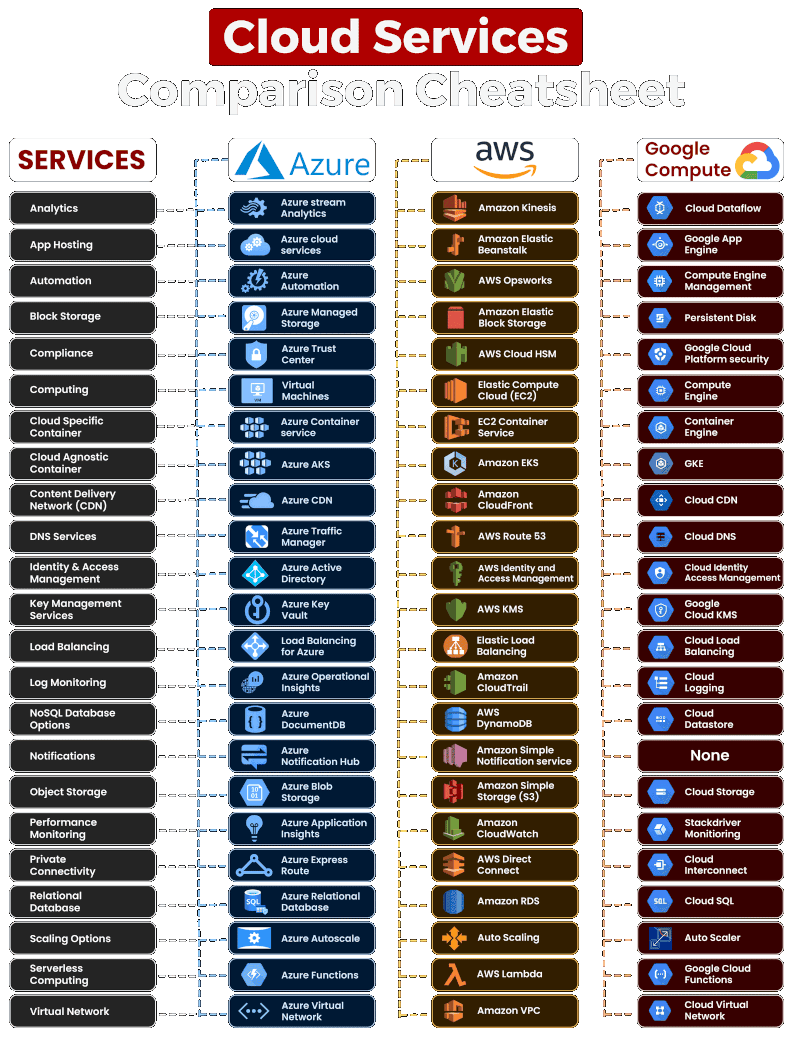 Cloud Services
Comparison Cheatsheet
SERVICES
Azure
aws
Google
Compute
Analytics
Azure stream
Analytics
Amazon Kinesis
Cloud Dataflow
App Hosting
Azure cloud
services
Amazon Elastic
Beanstalk
Google App
Engine
Automation
Azure
Automation
AWS Opsworks
Compute Engine
Management
Block Storage
Azure Managed
Storage
Amazon Elastic
Block Storage
Persistent Disk
Compliance
Azure Trust
Center
AWS Cloud HSM
Google Cloud
Platform security
Computing
VM
Virtual
Machines
Elastic Compute
Cloud (EC2)
Compute
Engine
Cloud Specific
Container
Azure Container
service
EC2 Container
Service
Container
Engine
Cloud Agnostic
Container
Azure AKS
K
Amazon EKS
GKE
Content Delivery
Network (CDN)
Azure CDN
Amazon
CloudFront
Cloud CDN
DNS Services
Azure Traffic
Manager
AWS Route 53
Cloud DNS
Identity & Access
Management
Azure Active
Directory
AWS Identity and
Access Management
Cloud Identity
Access Management
Key Management
Services
Azure Key
Vault
AWS KMS
Google
Cloud KMS
Load Balancing
Load Balancing
for Azure
Elastic Load
Balancing
Cloud Load
Balancing
Log Monitoring
Azure Operational
Insights
Amazon
CloudTrail
Cloud
Logging
NoSQL Database
Options
Azure
DocumentDB
AWS
DynamoDB
Cloud
Datastore
Notifications
Azure
Notification Hub
Amazon Simple
Notification service
None
Object Storage
10
01
Azure Blob
Storage
Amazon Simple
Storage (S3)
Cloud Storage
Performance
Monitoring
Azure Application
Insights
Amazon
CloudWatch
Stackdriver
Mornitoring
Private
Connectivity
Azure Express
Route
AWS Direct
Connect
Cloud
Interconnect
Relational
Database
SQL
Azure Relational
Database
Amazon RDS
SQL
Cloud SQL
Scaling Options
Azure Autoscale
Auto Scaling
Auto Scaler
Serverless
Computing
Azure Functions
AWS Lambda
Google Cloud
Functions
Virtual Network
Azure Virtual
Network
Amazon VPC
Cloud Virtual
Network